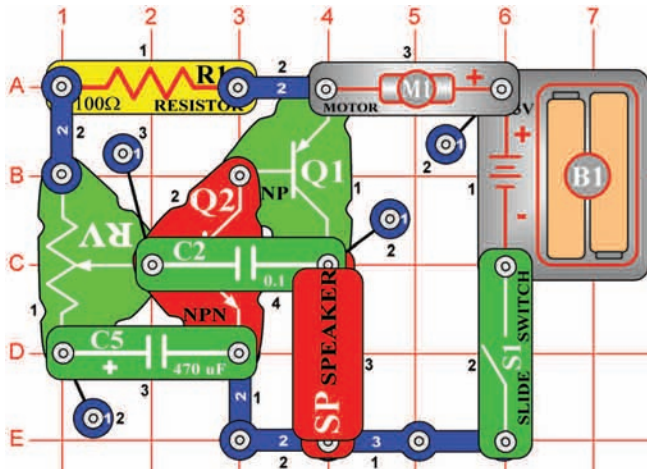 1 2 3 4 5 6 7
1
2
3
A
R1
100Ω
RESISTOR
2
MOTOR
M1
+
3V
2
2
3
1
1
2
+
B
Q2
NP
Q1
1
1
B1
2
RV
1
2
-
C
C2
0.1
4
NPN
1
C5
+
470 uF
3
SP SPEAKER
3
2
S1
SLIDE SWITCH
D
1 2
2
1
E
2
3
2
1